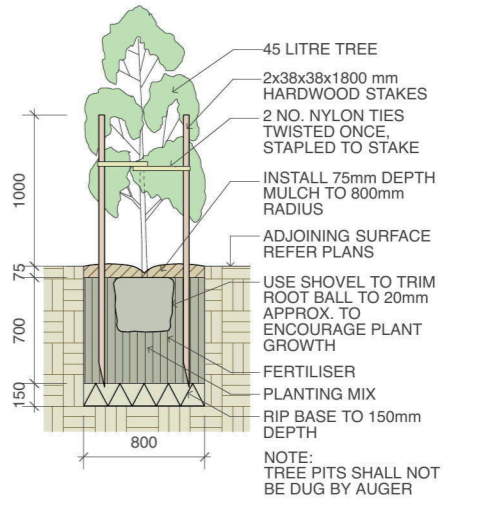 45 LITRE TREE
2x38x38x1800 mm
HARDWOOD STAKES
2 NO. NYLON TIES
TWISTED ONCE,
STAPLED TO STAKE
INSTALL 75mm DEPTH
MULCH TO 800mm
RADIUS
ADJOINING SURFACE
REFER PLANS
USE SHOVEL TO TRIM
ROOT BALL TO 20mm
APPROX. TO
ENCOURAGE PLANT
GROWTH
FERTILISER
PLANTING MIX
RIP BASE TO 150mm
DEPTH
NOTE:
TREE PITS SHALL NOT
BE DUG BY AUGER
1000
75
700
150
800